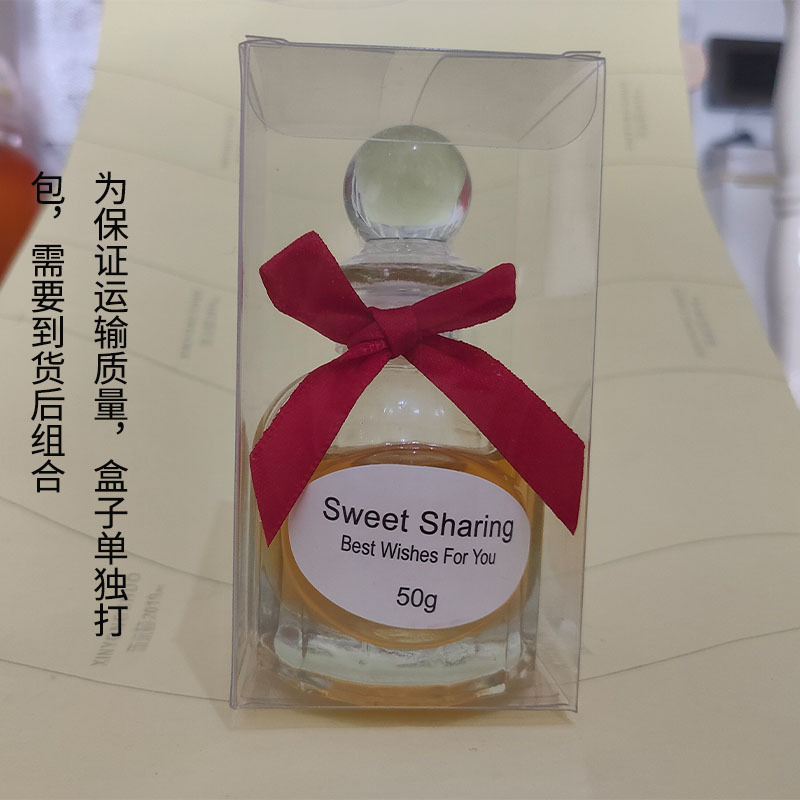 为保证运输质量，盒子单独打
包，需要到货后组合
Sweet Sharing
Best Wishes For You
50g